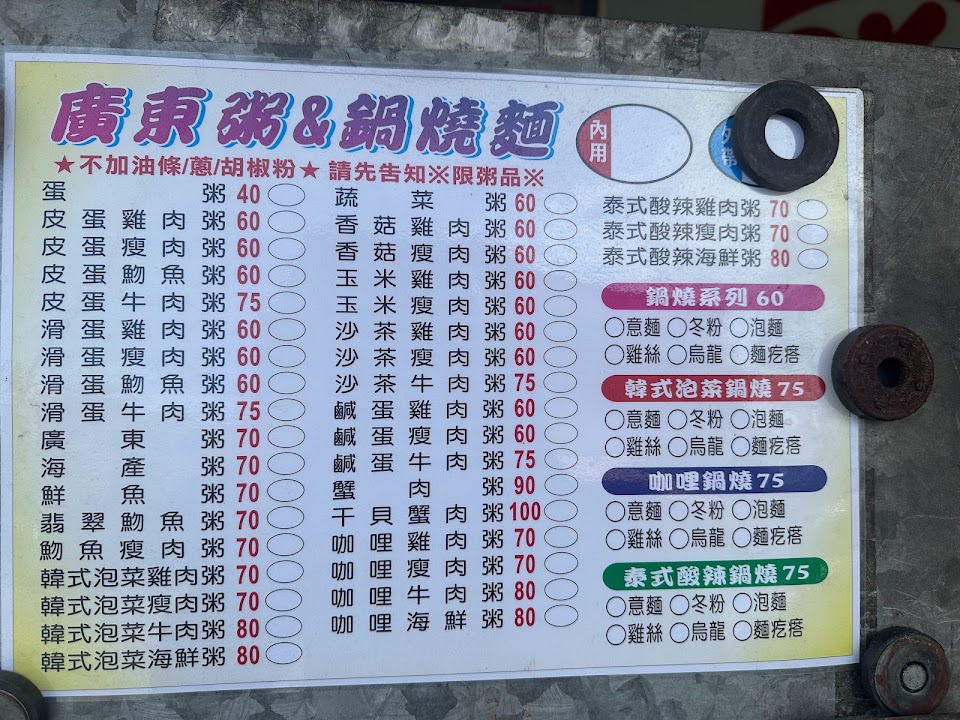 廣東粥&鍋燒麵
內用
★不加油條/蔥/胡椒粉★ 請先告知※限粥品※
蛋粥 40
皮蛋雞肉粥 60
皮蛋瘦肉粥 60
皮蛋魩魚粥 60
皮蛋牛肉粥 75
滑蛋雞肉粥 60
滑蛋瘦肉粥 60
滑蛋魩魚粥 60
滑蛋牛肉粥 75
廣東粥 70
海產粥 70
鮮魚粥 70
翡翠魩魚粥 70
魩魚瘦肉粥 70
韓式泡菜雞肉粥 70
韓式泡菜瘦肉粥 70
韓式泡菜牛肉粥 80
韓式泡菜海鮮粥 80
蔬菜粥 60
香菇雞肉粥 60
香菇瘦肉粥 60
玉米雞肉粥 60
玉米瘦肉粥 60
沙茶雞肉粥 60
沙茶瘦肉粥 60
沙茶牛肉粥 75
鹹蛋雞肉粥 60
鹹蛋瘦肉粥 60
鹹蛋牛肉粥 75
蟹肉粥 90
干貝蟹肉粥 100
咖哩雞肉粥 70
咖哩瘦肉粥 70
咖哩牛肉粥 80
咖哩海鮮粥 80
泰式酸辣雞肉粥 70
泰式酸辣瘦肉粥 70
泰式酸辣海鮮粥 80
鍋燒系列 60
意麵 冬粉 泡麵
雞絲 烏龍 麵疙瘩
韓式泡菜鍋燒 75
意麵 冬粉 泡麵
雞絲 烏龍 麵疙瘩
咖哩鍋燒 75
意麵 冬粉 泡麵
雞絲 烏龍 麵疙瘩
泰式酸辣鍋燒 75
意麵 冬粉 泡麵
雞絲 烏龍 麵疙瘩